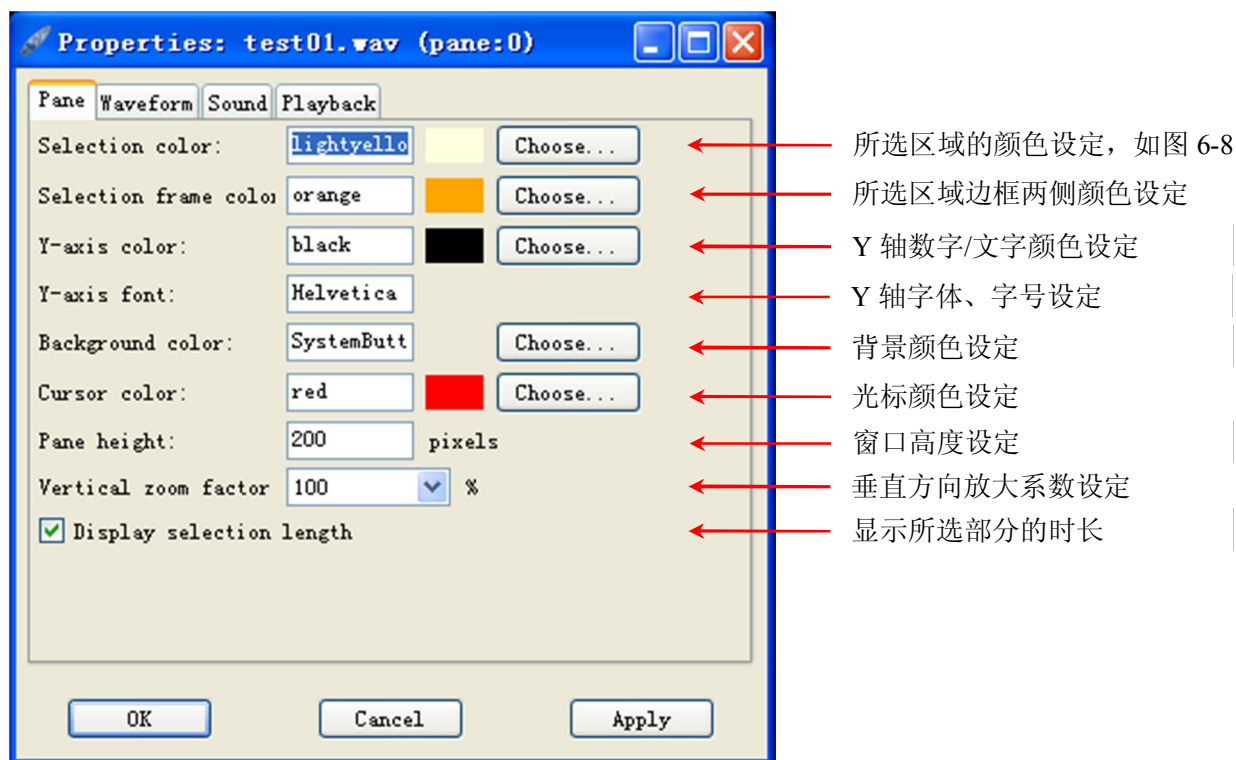 Properties: test01.wav (pane:0)
Pane Waveform Sound Playback
Selection color: lightyello Choose... 所选区域的颜色设定，如图 6-8
Selection frame color orange Choose... 所选区域边框两侧颜色设定
Y-axis color: black Choose... Y 轴数字/文字颜色设定
Y-axis font: Helvetica Y 轴字体、字号设定
Background color: SystemButt Choose... 背景颜色设定
Cursor color: red Choose... 光标颜色设定
Pane height: 200 pixels 窗口高度设定
Vertical zoom factor 100 % 垂直方向放大系数设定
Display selection length 显示所选部分的时长
OK Cancel Apply